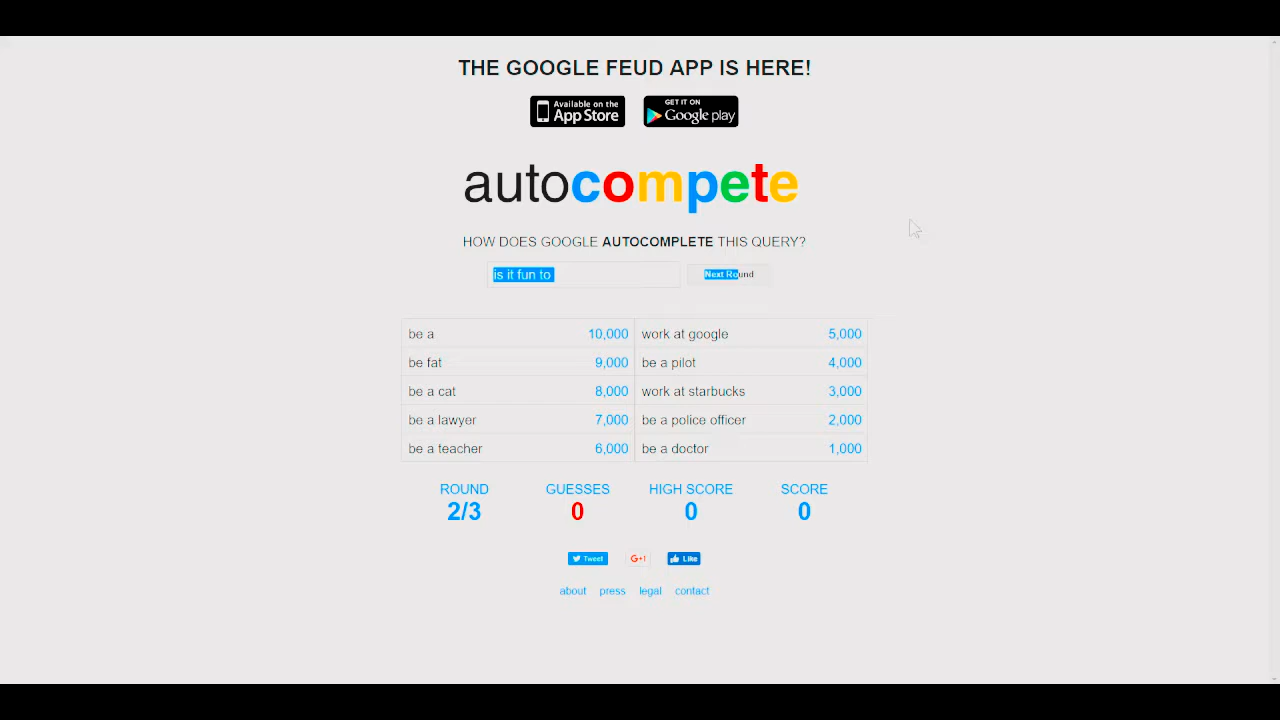 THE GOOGLE FEUD APP IS HERE!
Available on the App Store
GET IT ON Google play
autocompete
HOW DOES GOOGLE AUTOCOMPLETE THIS QUERY?
is it fun to
Next Round
be a 10,000 work at google 5,000
be fat 9,000 be a pilot 4,000
be a cat 8,000 work at starbucks 3,000
be a lawyer 7,000 be a police officer 2,000
be a teacher 6,000 be a doctor 1,000
ROUND GUESSES HIGH SCORE SCORE
2/3 0 0 0
Tweet G+1 Like
about press legal contact